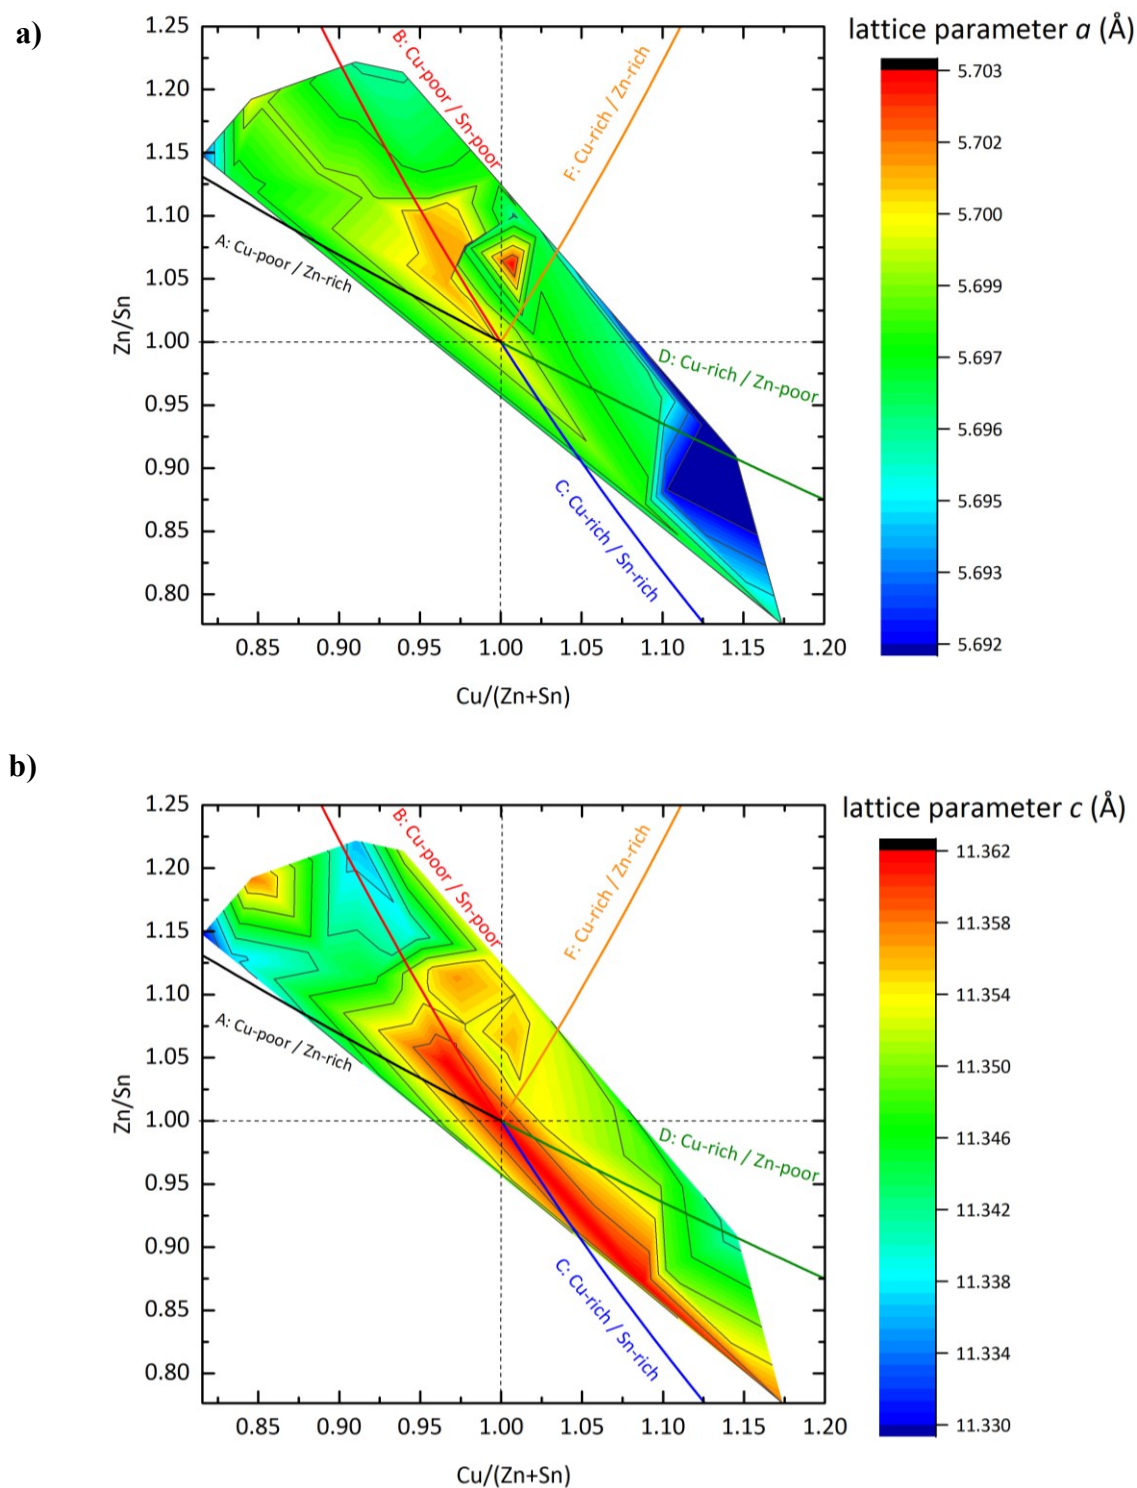 a)
lattice parameter a (Å)
1.25
1.20
1.15
1.10
1.05
1.00
0.95
0.90
0.85
0.80
Zn/Sn
B: Cu-poor / Sn-poor
F: Cu-rich / Zn-rich
A: Cu-poor / Zn-rich
D: Cu-rich / Zn-poor
C: Cu-rich / Sn-rich
0.85 0.90 0.95 1.00 1.05 1.10 1.15 1.20
Cu/(Zn+Sn)
5.703
5.702
5.700
5.699
5.697
5.696
5.695
5.693
5.692
b)
lattice parameter c (Å)
1.25
1.20
1.15
1.10
1.05
1.00
0.95
0.90
0.85
0.80
Zn/Sn
B: Cu-poor / Sn-poor
F: Cu-rich / Zn-rich
A: Cu-poor / Zn-rich
D: Cu-rich / Zn-poor
C: Cu-rich / Sn-rich
0.85 0.90 0.95 1.00 1.05 1.10 1.15 1.20
Cu/(Zn+Sn)
11.362
11.358
11.354
11.350
11.346
11.342
11.338
11.334
11.330